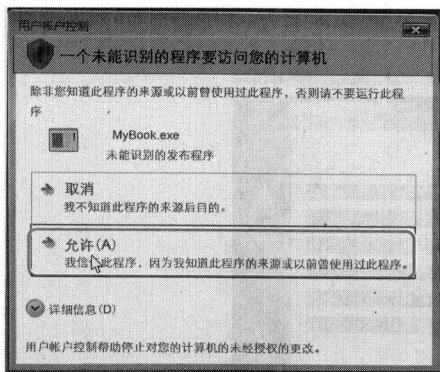 用户帐户控制
一个未能识别的程序要访问您的计算机
除非您知道此程序的来源或以前曾使用过此程序，否则请不要运行此程
序
MyBook.exe
未能识别的发布程序
取消
我不知道此程序的来源后目的。
允许(A)
我信此程序，因为我知道此程序的来源或以前曾使用过此程序。
详细信息(D)
用户帐户控制帮助停止对您的计算机的未经授权的更改。